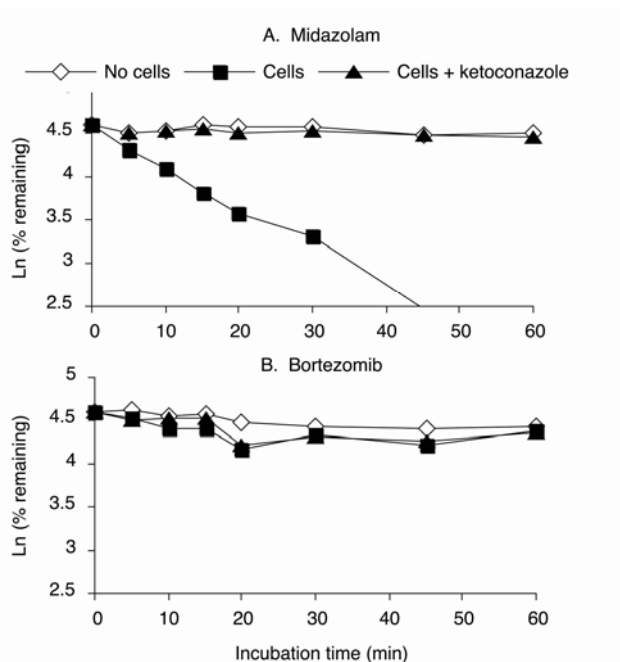 A. Midazolam
No cells Cells Cells + ketoconazole
4.5
4
3.5
3
2.5
Ln (% remaining)
0 10 20 30 40 50 60
B. Bortezomib
5
4.5
4
3.5
3
2.5
Ln (% remaining)
0 10 20 30 40 50 60
Incubation time (min)